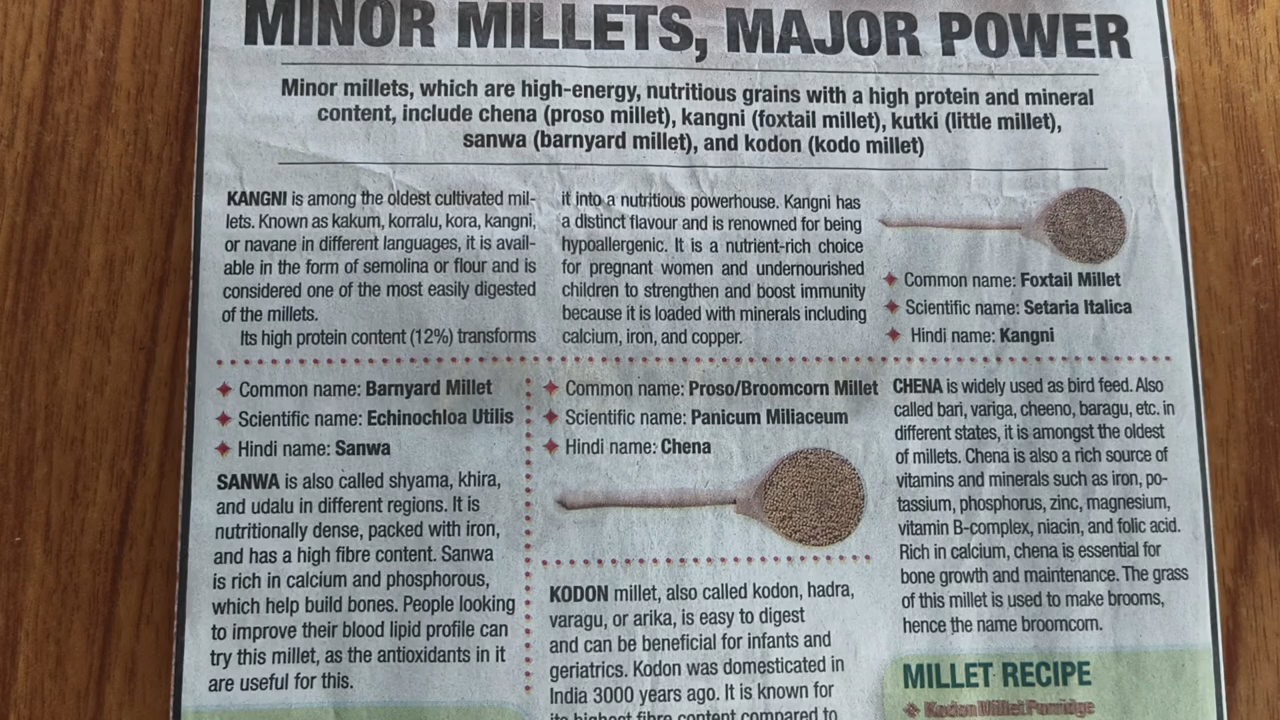 MINOR MILLETS, MAJOR POWER
Minor millets, which are high-energy, nutritious grains with a high protein and mineral
content, include chena (proso millet), kangni (foxtail millet), kutki (little millet),
sanwa (barnyard millet), and kodon (kodo millet)
KANGNI is among the oldest cultivated mil-
lets. Known as kakum, korralu, kora, kangni,
or navane in different languages, it is avail-
able in the form of semolina or flour and is
considered one of the most easily digested
of the millets.
Its high protein content (12%) transforms
it into a nutritious powerhouse. Kangni has
a distinct flavour and is renowned for being
hypoallergenic. It is a nutrient-rich choice
for pregnant women and undernourished
children to strengthen and boost immunity
because it is loaded with minerals including
calcium, iron, and copper.
Common name: Foxtail Millet
Scientific name: Setaria Italica
Hindi name: Kangni
Common name: Barnyard Millet
Scientific name: Echinochloa Utilis
Hindi name: Sanwa
SANWA is also called shyama, khira,
and udalu in different regions. It is
nutritionally dense, packed with iron,
and has a high fibre content. Sanwa
is rich in calcium and phosphorous,
which help build bones. People looking
to improve their blood lipid profile can
try this millet, as the antioxidants in it
are useful for this.
Common name: Proso/Broomcorn Millet
Scientific name: Panicum Miliaceum
Hindi name: Chena
KODON millet, also called kodon, hadra,
varagu, or arika, is easy to digest
and can be beneficial for infants and
geriatrics. Kodon was domesticated in
India 3000 years ago. It is known for
its highest fibre content compared to
CHENA is widely used as bird feed. Also
called bari, variga, cheeno, baragu, etc. in
different states, it is amongst the oldest
of millets. Chena is also a rich source of
vitamins and minerals such as iron, po-
tassium, phosphorus, zinc, magnesium,
vitamin B-complex, niacin, and folic acid.
Rich in calcium, chena is essential for
bone growth and maintenance. The grass
of this millet is used to make brooms,
hence the name broomcorn.
MILLET RECIPE
Kodon Millet Porridge